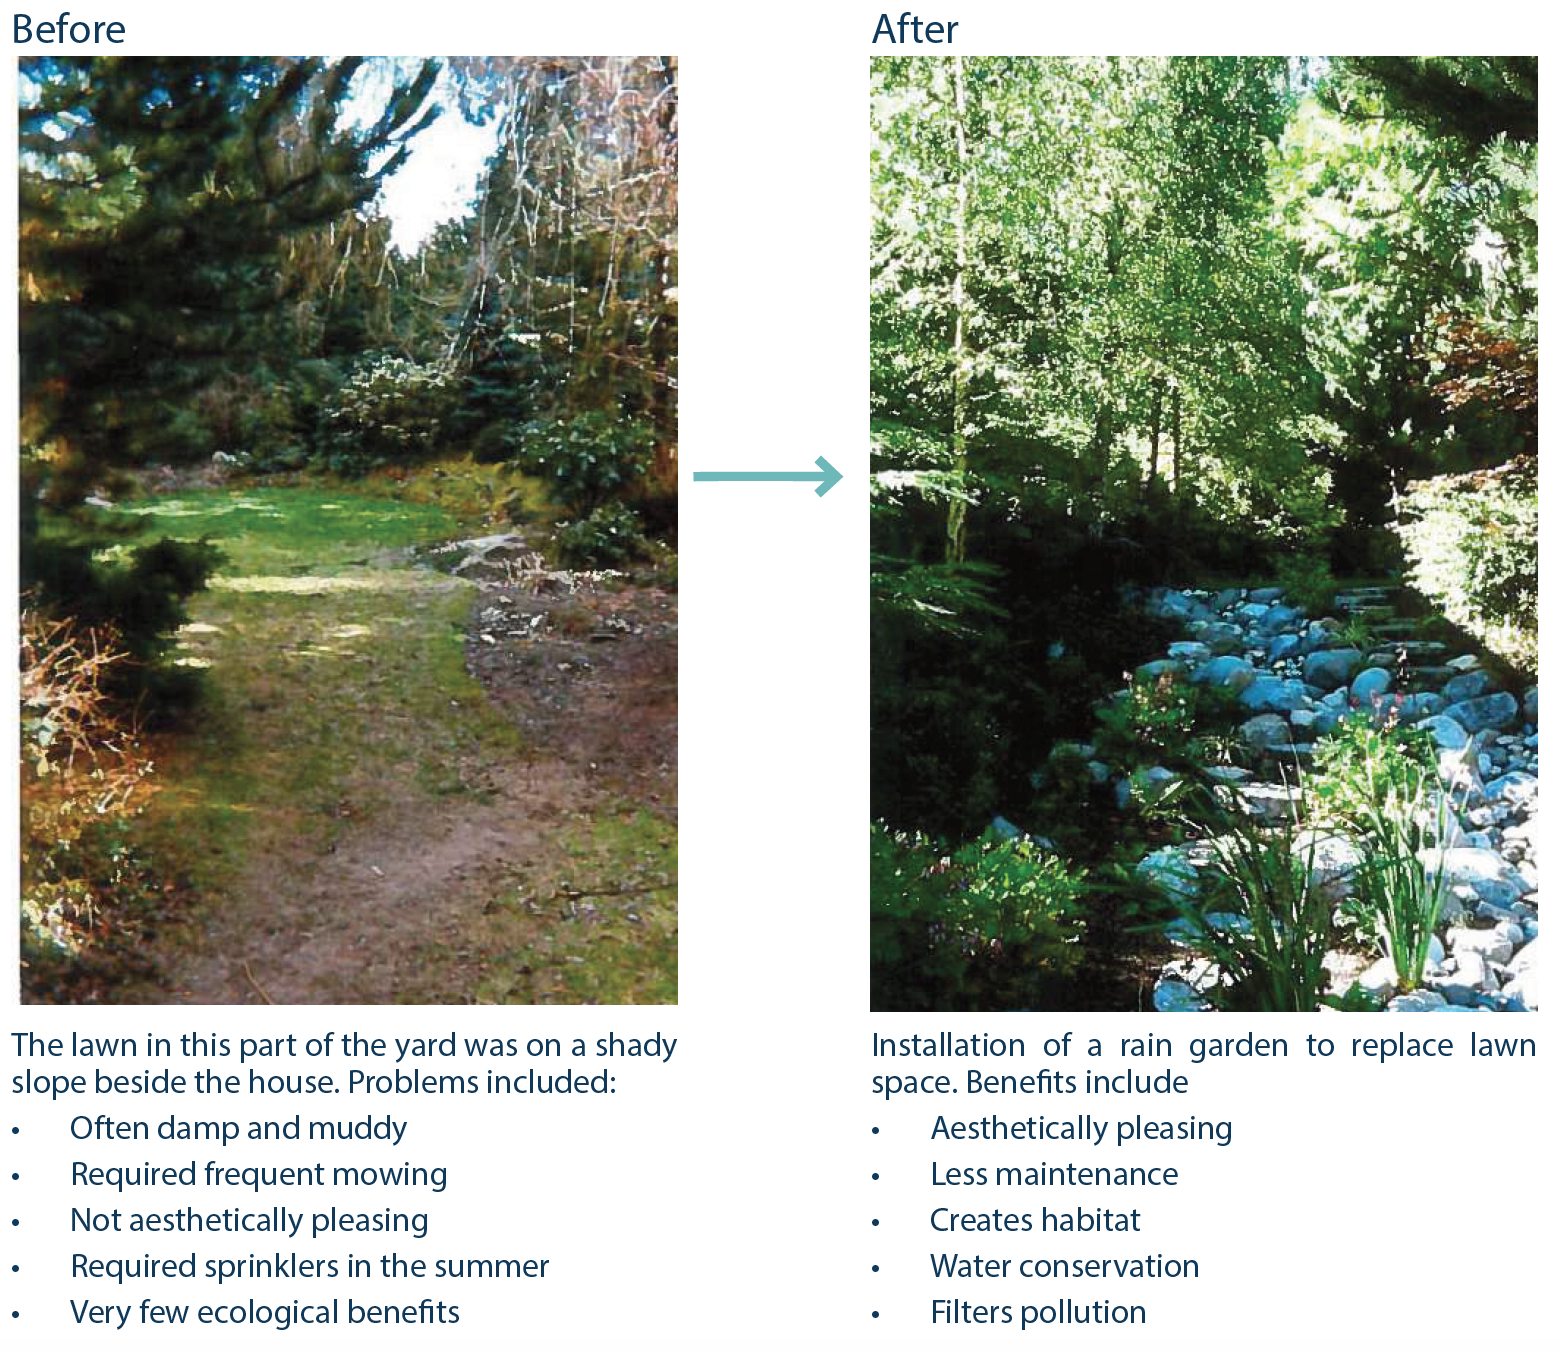 Before
The lawn in this part of the yard was on a shady
slope beside the house. Problems included:
• Often damp and muddy
• Required frequent mowing
• Not aesthetically pleasing
• Required sprinklers in the summer
• Very few ecological benefits
After
Installation of a rain garden to replace lawn
space. Benefits include
• Aesthetically pleasing
• Less maintenance
• Creates habitat
• Water conservation
• Filters pollution